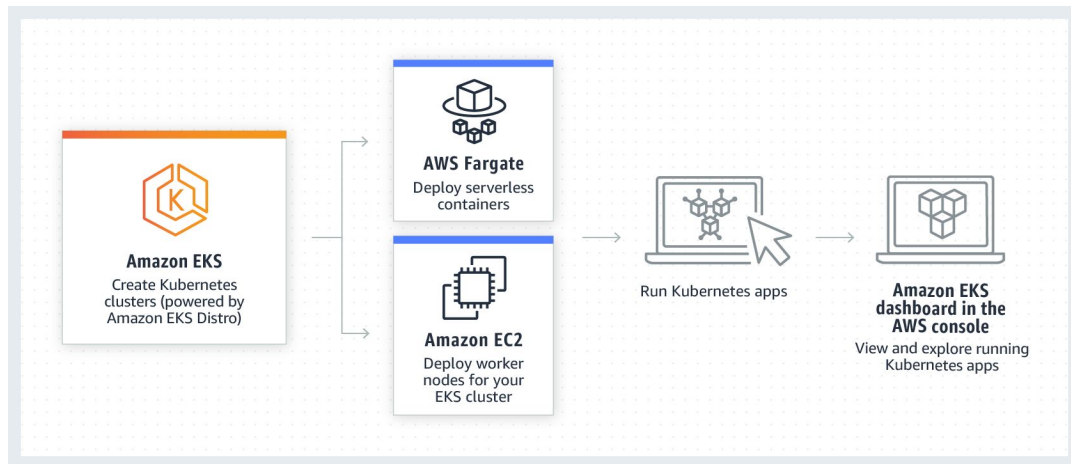 K
Amazon EKS
Create Kubernetes
clusters (powered by
Amazon EKS Distro)
AWS Fargate
Deploy serverless
containers
Amazon EC2
Deploy worker
nodes for your
EKS cluster
Run Kubernetes apps
Amazon EKS
dashboard in the
AWS console
View and explore running
Kubernetes apps